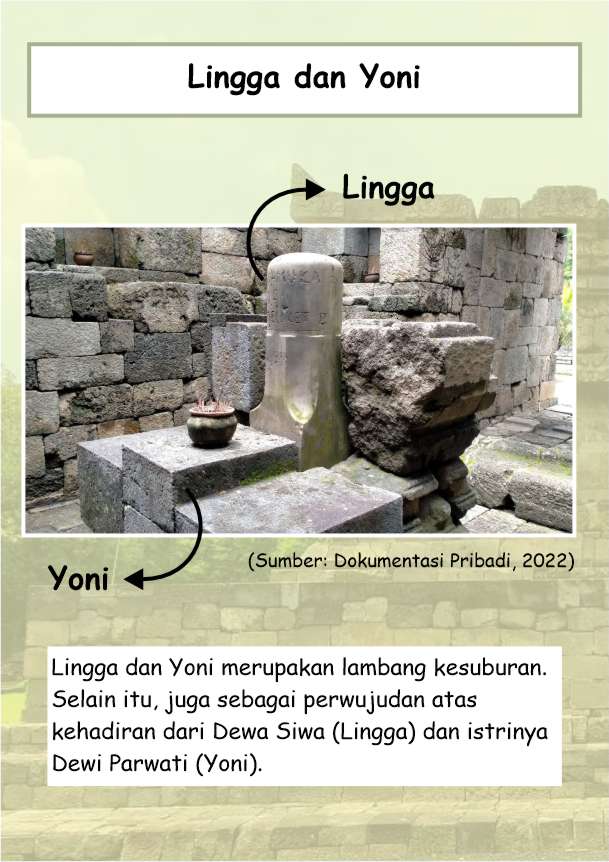 Lingga dan Yoni
Lingga
Yoni
(Sumber: Dokumentasi Pribadi, 2022)
Lingga dan Yoni merupakan lambang kesuburan.
Selain itu, juga sebagai perwujudan atas
kehadiran dari Dewa Siwa (Lingga) dan istrinya
Dewi Parwati (Yoni).